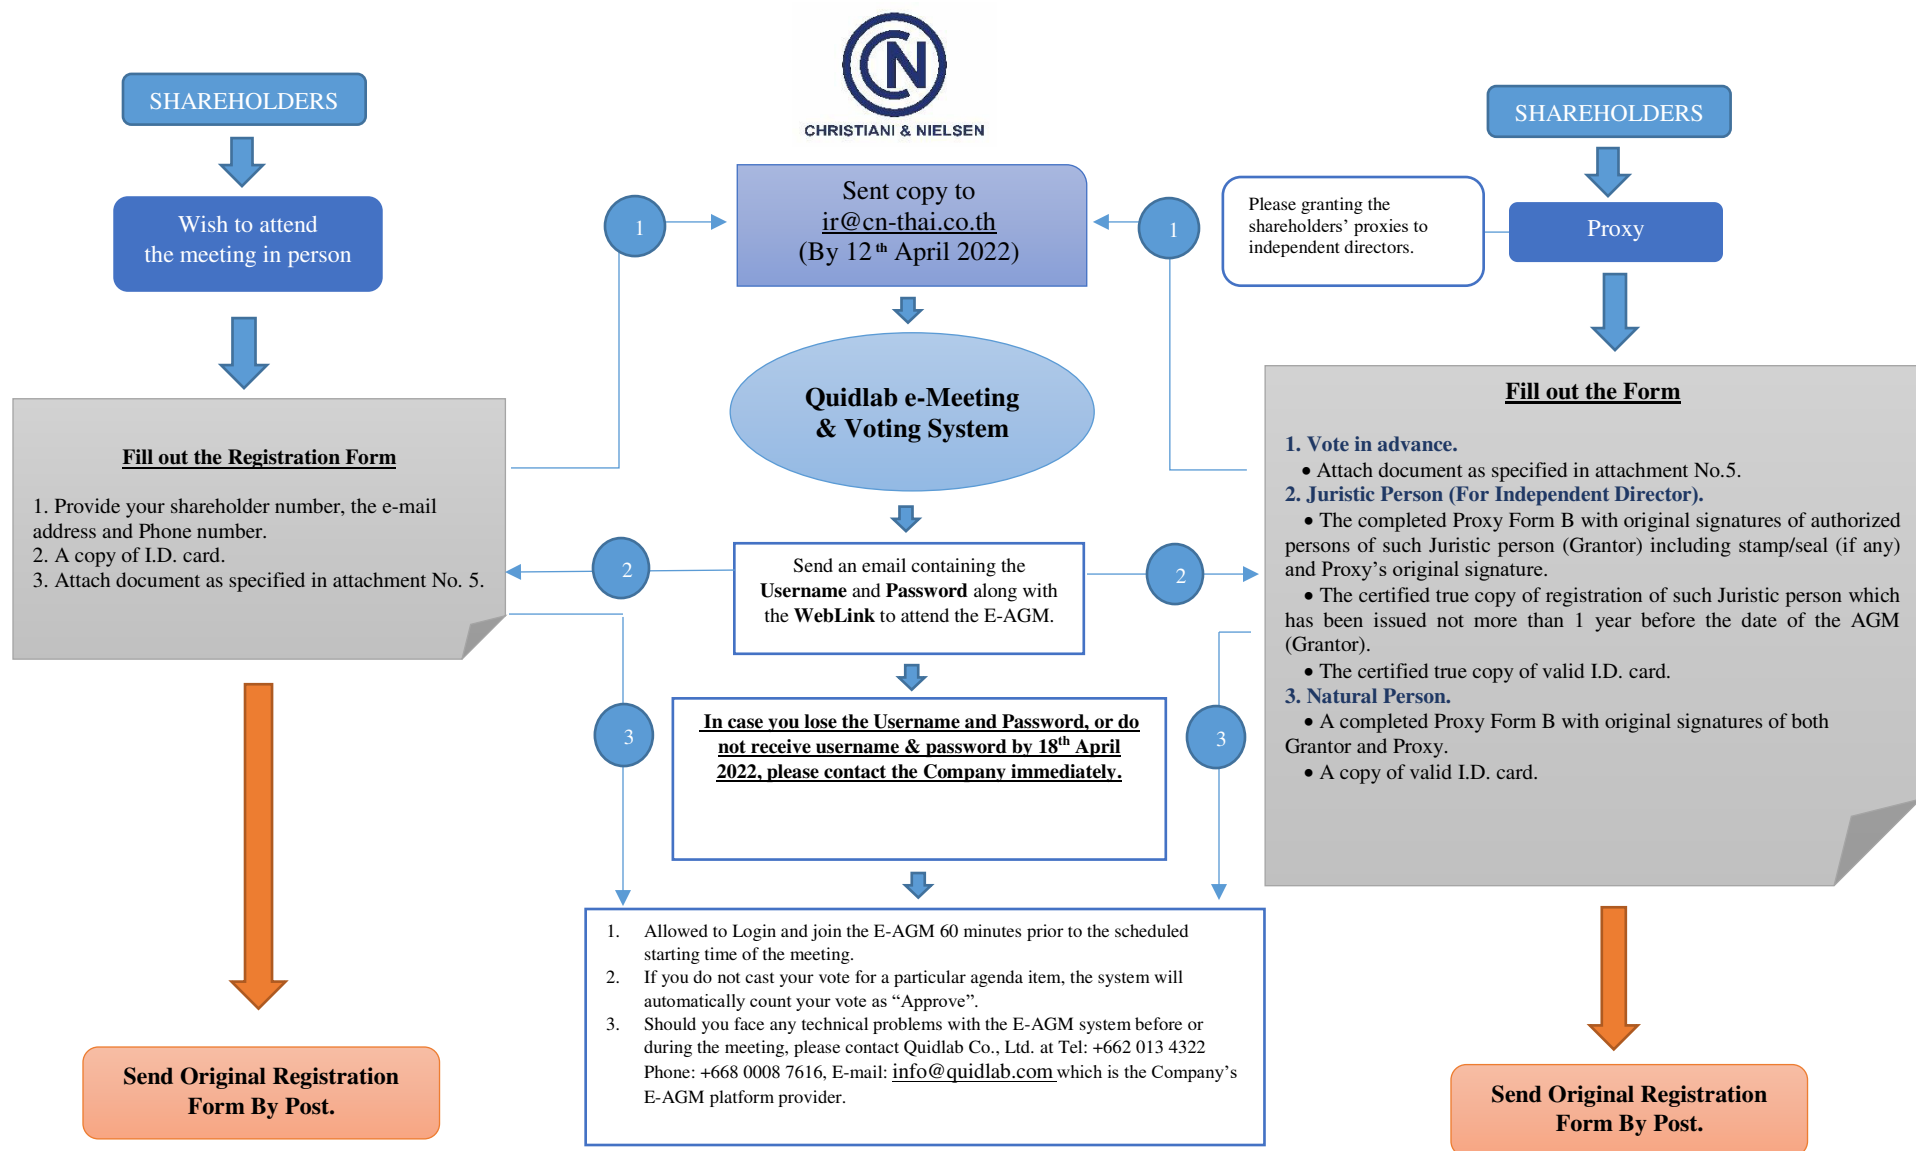 CN
CHRISTIANI & NIELSEN
SHAREHOLDERS
Wish to attend
the meeting in person
Fill out the Registration Form
1. Provide your shareholder number, the e-mail
address and Phone number.
2. A copy of I.D. card.
3. Attach document as specified in attachment No. 5.
Send Original Registration
Form By Post.
1
2
3
Sent copy to
ir@cn-thai.co.th
(By 12th April 2022)
Quidlab e-Meeting
& Voting System
Send an email containing the
Username and Password along with
the WebLink to attend the E-AGM.
In case you lose the Username and Password, or do
not receive username & password by 18th April
2022, please contact the Company immediately.
1. Allowed to Login and join the E-AGM 60 minutes prior to the scheduled
starting time of the meeting.
2. If you do not cast your vote for a particular agenda item, the system will
automatically count your vote as “Approve”.
3. Should you face any technical problems with the E-AGM system before or
during the meeting, please contact Quidlab Co., Ltd. at Tel: +662 013 4322
Phone: +668 0008 7616, E-mail: info@quidlab.com which is the Company’s
E-AGM platform provider.
1
2
3
SHAREHOLDERS
Please granting the
shareholders’ proxies to
independent directors.
Proxy
Fill out the Form
1. Vote in advance.
• Attach document as specified in attachment No.5.
2. Juristic Person (For Independent Director).
• The completed Proxy Form B with original signatures of authorized
persons of such Juristic person (Grantor) including stamp/seal (if any)
and Proxy’s original signature.
• The certified true copy of registration of such Juristic person which
has been issued not more than 1 year before the date of the AGM
(Grantor).
• The certified true copy of valid I.D. card.
3. Natural Person.
• A completed Proxy Form B with original signatures of both
Grantor and Proxy.
• A copy of valid I.D. card.
Send Original Registration
Form By Post.